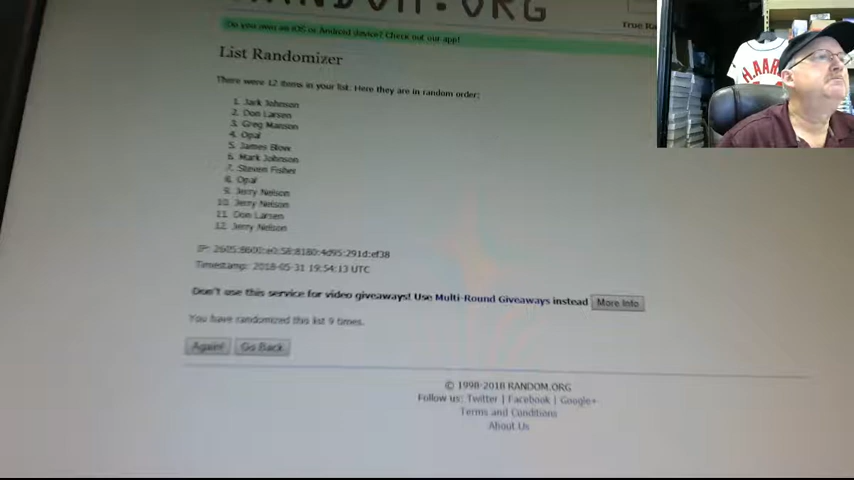 RANDOM.ORG
True Ra
Do you own an iOS or Android device? Check out our app!
List Randomizer
There were 12 items in your list. Here they are in random order:
1. Jark Johnson
2. Don Larsen
3. Greg Manson
4. Opal
5. James Blow
6. Mark Johnson
7. Steven Fisher
8. Opal
9. Jerry Nelson
10. Jerry Nelson
11. Don Larsen
12. Jerry Nelson
Timestamp: 2018-05-31 19:54:13 UTC
Don't use this service for video giveaways! Use Multi-Round Giveaways instead
More Info
You have randomized this list 9 times.
Again!
Go Back
© 1998-2018 RANDOM.ORG
Follow us: Twitter | Facebook | Google+
Terms and Conditions
About Us
H.AAR